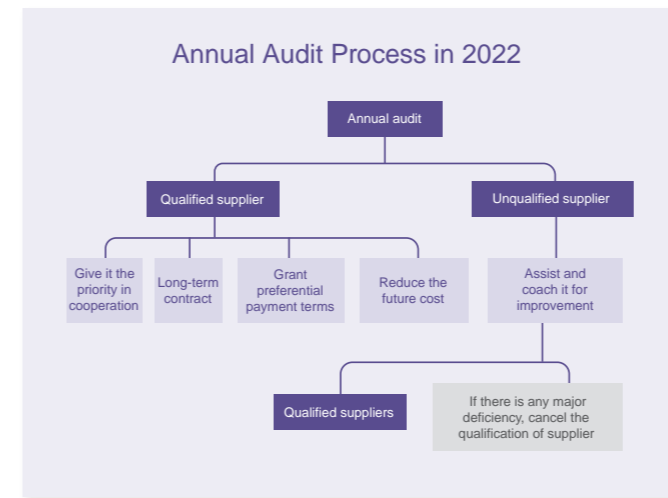 Annual Audit Process in 2022
Annual audit
Qualified supplier
Unqualified supplier
Give it the
priority in
cooperation
Long-term
contract
Grant
preferential
payment terms
Reduce the
future cost
Assist and
coach it for
improvement
Qualified suppliers
If there is any major
deficiency, cancel the
qualification of supplier